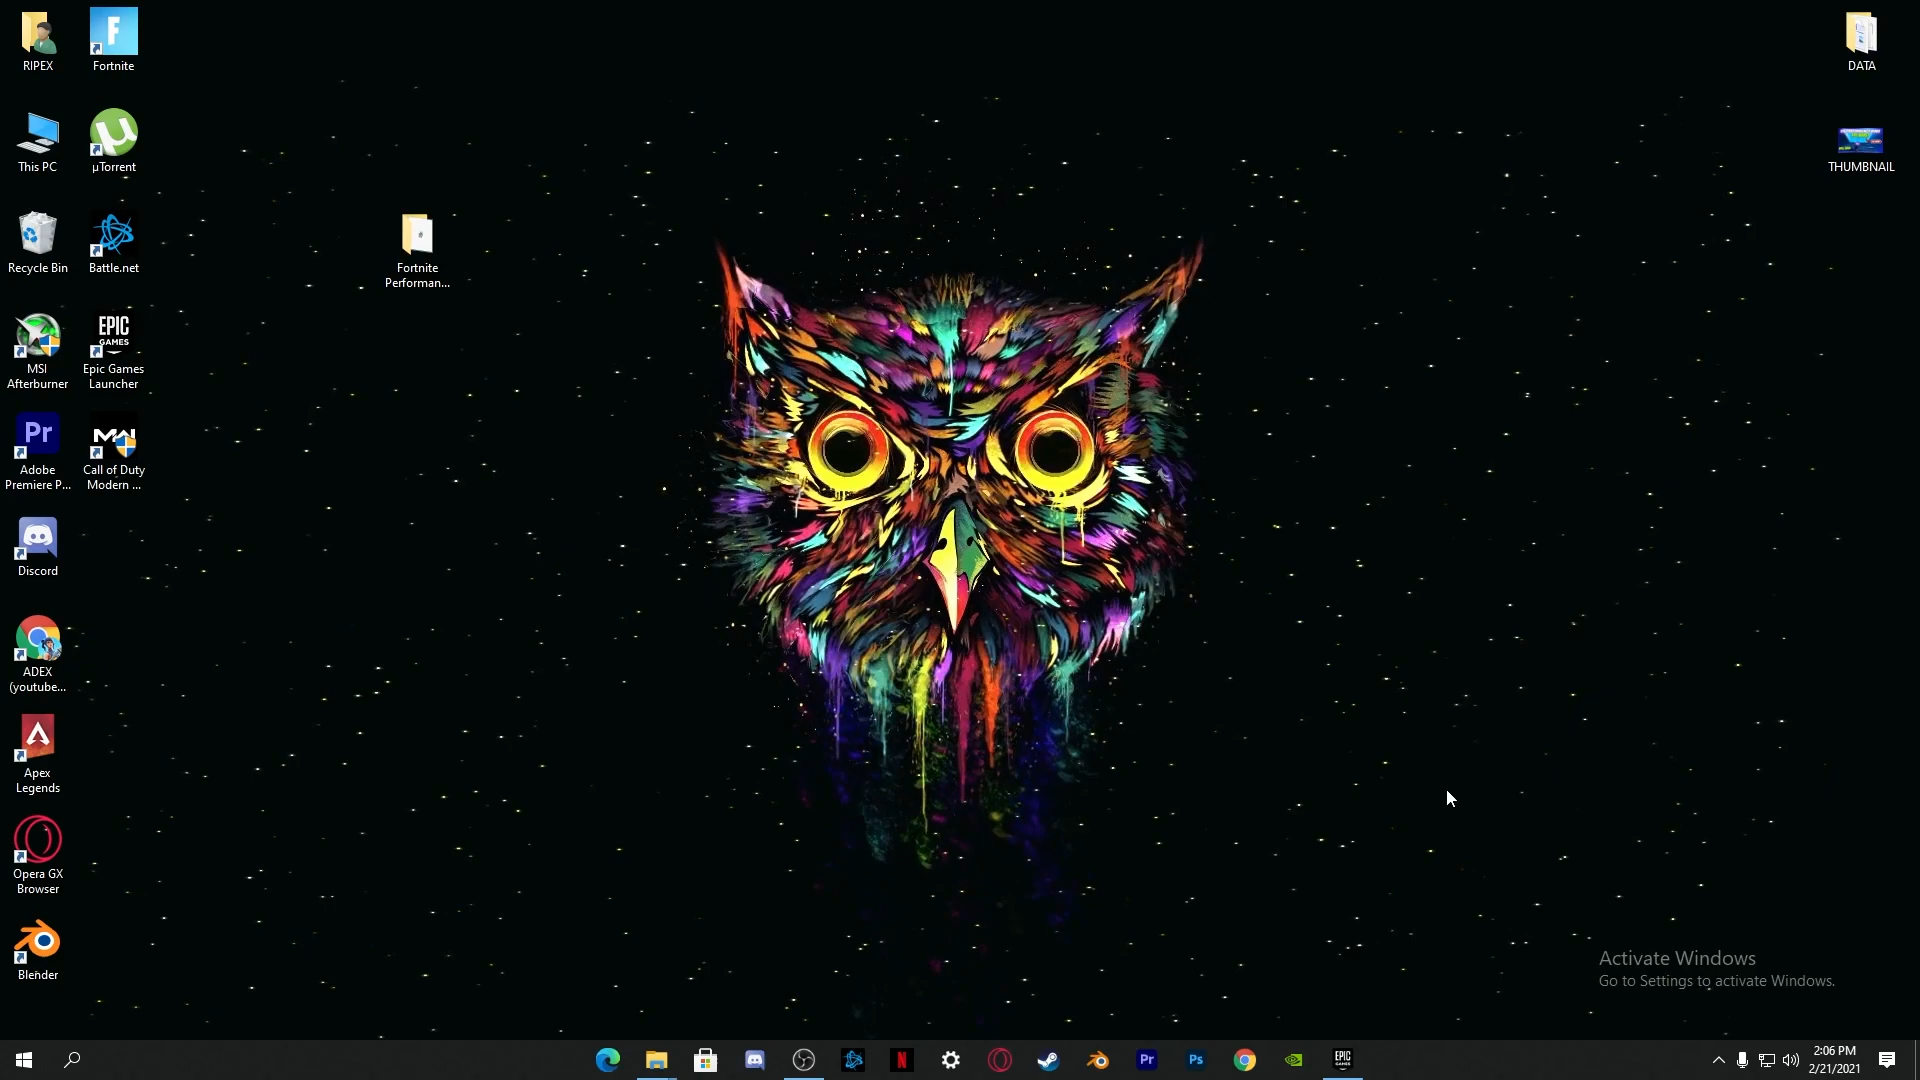 RIPEX
Fortnite
This PC
µTorrent
Recycle Bin
Battle.net
MSI
Afterburner
EPIC
GAMES
Epic Games
Launcher
Pr
Adobe
Premiere P...
Call of Duty
Modern ...
Discord
ADEX
(youtube...
Apex
Legends
Opera GX
Browser
Blender
Fortnite
Performan...
DATA
THUMBNAIL
Activate Windows
Go to Settings to activate Windows.
Pr
Ps
EPIC
GAMES
2:06 PM
2/21/2021